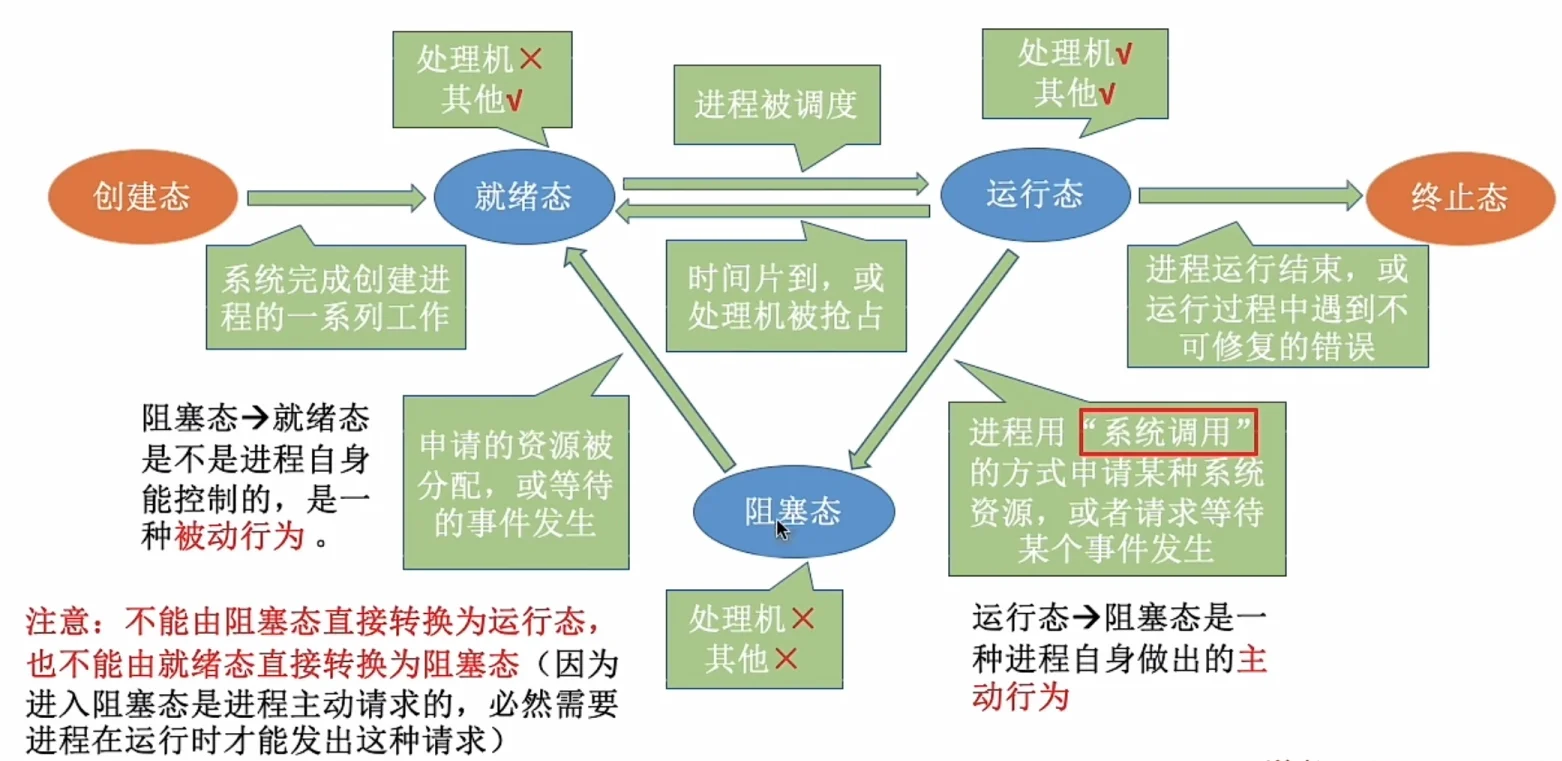 处理机×
其他√
进程被调度
处理机√
其他√
创建态
就绪态
运行态
终止态
系统完成创建进
程的一系列工作
时间片到，或
处理机被抢占
进程运行结束，或
运行过程中遇到不
可修复的错误
阻塞态→就绪态
是不是进程自身
能控制的，是一
种被动行为。
申请的资源被
分配，或等待
的事件发生
进程用“系统调用”
的方式申请某种系统
资源，或者请求等待
某个事件发生
阻塞态
处理机×
其他×
注意：不能由阻塞态直接转换为运行态，
也不能由就绪态直接转换为阻塞态（因为
进入阻塞态是进程主动请求的，必然需要
进程在运行时才能发出这种请求）
运行态→阻塞态是一
种进程自身做出的主
动行为